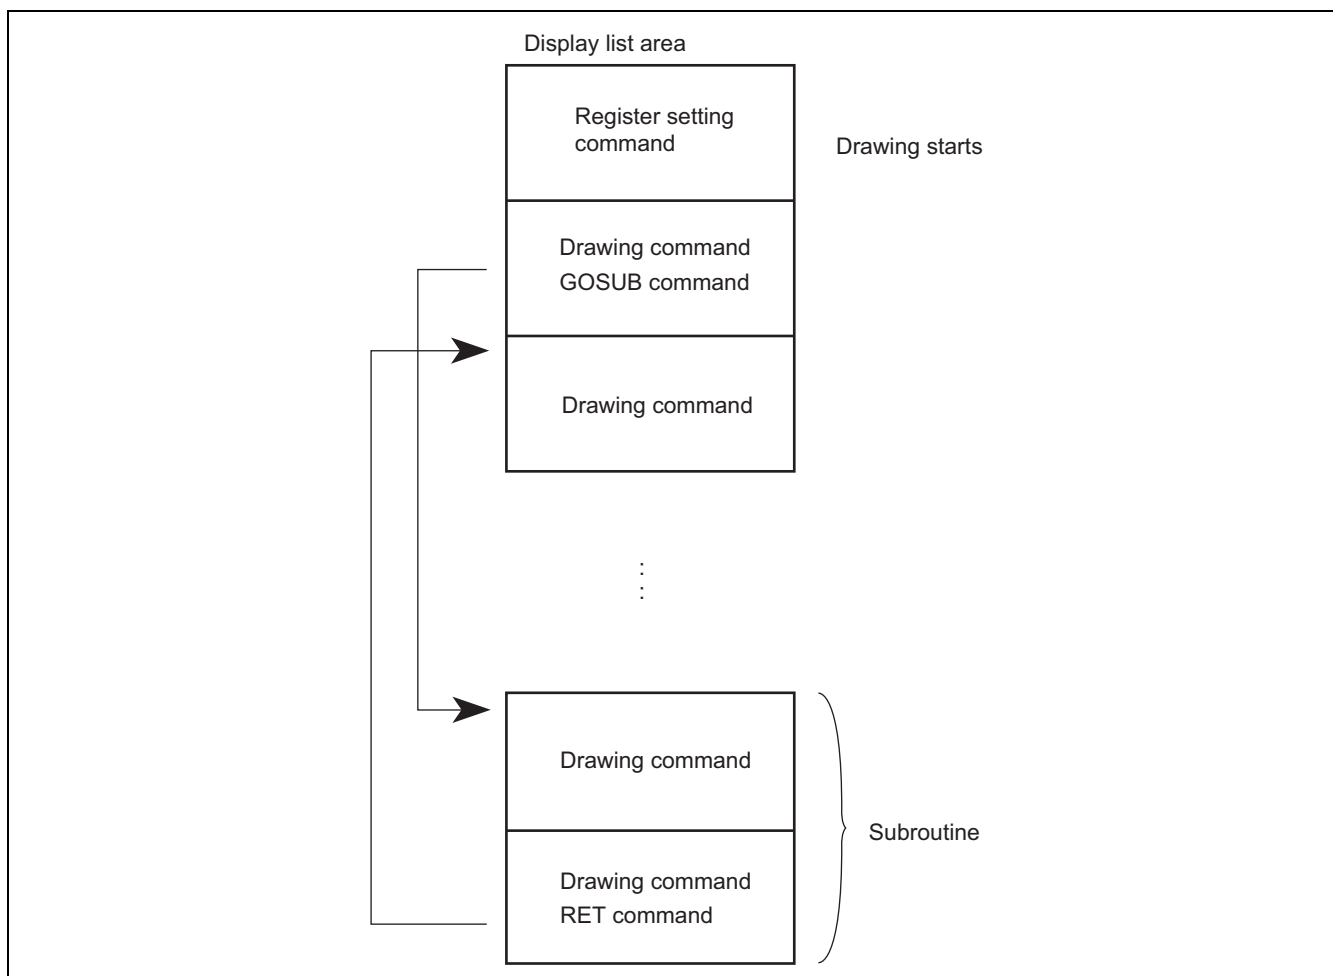 Display list area
Register setting
command
Drawing starts
Drawing command
GOSUB command
Drawing command
Drawing command
Subroutine
Drawing command
RET command